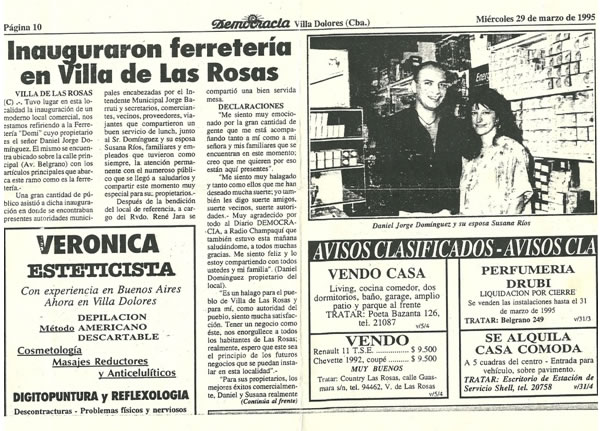 Página 10
Democracia Villa Dolores (Cba.)
Miércoles 29 de marzo de 1995
Inauguraron ferretería
en Villa de Las Rosas
VILLA DE LAS ROSAS
(C) .-. Tuvo lugar en esta lo-
calidad la inauguración de un
moderno local comercial, nos
estamos refiriendo a la Ferre-
tería "Domi" cuyo propietario
es el señor Daniel Jorge Do-
mínguez. El mismo se encuen-
tra ubicado sobre la calle prin-
cipal (Av. Belgrano) con los
artículos principales que abar-
ca este ramo como es la ferre-
tería.-
Una gran cantidad de pú-
blico asistió a dicha inaugura-
ción en donde se encontraban
presentes autoridades munici-
pales encabezadas por el In-
tendente Municipal Jorge Ba-
rruti y secretarios, comercian-
tes, vecinos, proveedores, via-
jantes que compartieron un
buen servicio de lunch, junto
al Sr. Domínguez y su esposa
Susana Ríos, familiares y em-
pleados que tuvieron como
siempre, la atención perma-
nente con el numeroso públi-
co que se llegó a saludarlos y
compartir este momento muy
especial para su, propietarios.-
Después de la bendición
del local de referencia, a car-
go del Rvdo. René Jara se
compartió una bien servida
mesa.
DECLARACIONES
"Me siento muy emocio-
nado por la gran cantidad de
gente que me está acompa-
ñando tanto a mí como a mi
señora y mis familiares que se
encuentran en este momento;
creo que me quieren por eso
están aquí presentes".
"Me siento muy halagado
y tanto como ellos que me han
deseado mucha suerte; yo tam-
bién les digo suerte amigos,
suerte vecinos, suerte autori-
dades.- Muy agradecido por
todo al Diario DEMOCRA-
CIA, a Radio Champaquí que
también estuvo esta mañana
saludándome, a todos muchas
gracias. Me siento feliz y lo
estoy compartiendo con todos
ustedes y mi familia". (Daniel
Domínguez propietario del
local).
"Es un halago para el pue-
blo de Villa de Las Rosas y
para mí, como autoridad del
pueblo, siento mucha satisfac-
ción. Tener un negocio como
éste, nos enorgullece a todos
los habitantes de Las Rosas;
realmente, espero que este sea
el principio de los futuros
negocios que se puedan insta-
lar en esta localidad".-
"Para sus propietarios, los
mejores éxitos comercialmen-
te, Daniel y Susana realmente
(Continúa al frente)
Daniel Jorge Domínguez y su esposa Susana Ríos
VERONICA
ESTETICISTA
Con experiencia en Buenos Aires
Ahora en Villa Dolores
DEPILACION
Método AMERICANO
DESCARTABLE
Cosmetología
Masajes Reductores
y Anticelulíticos
DIGITOPUNTURA y REFLEXOLOGIA
Descontracturas - Problemas físicos y nerviosos
AVISOS CLASIFICADOS - AVISOS CLA
VENDO CASA
Living, cocina comedor, dos
dormitorios, baño, garage, amplio
patio y parque al frente
TRATAR: Poeta Bazanta 126,
tel. 21087
v/5/4
VENDO
Renault 11 T.S.E. ........... $ 9.500
Chevette 1992, coupé ...... $ 9.500
MUY BUENOS
Tratar: Country Las Rosas, calle Guas-
mara s/n, tel. 94462, V. de las Rosas
v/5/4
PERFUMERIA
DRUBI
LIQUIDACION POR CIERRE
Se venden las instalaciones hasta el 31
de marzo de 1995
TRATAR: Belgrano 249
v/31/3
SE ALQUILA
CASA COMODA
A 5 cuadras del centro - Entrada para
vehículo, sobre pavimento.
TRATAR: Escritorio de Estación de
Servicio Shell, tel. 20758
v/31/4